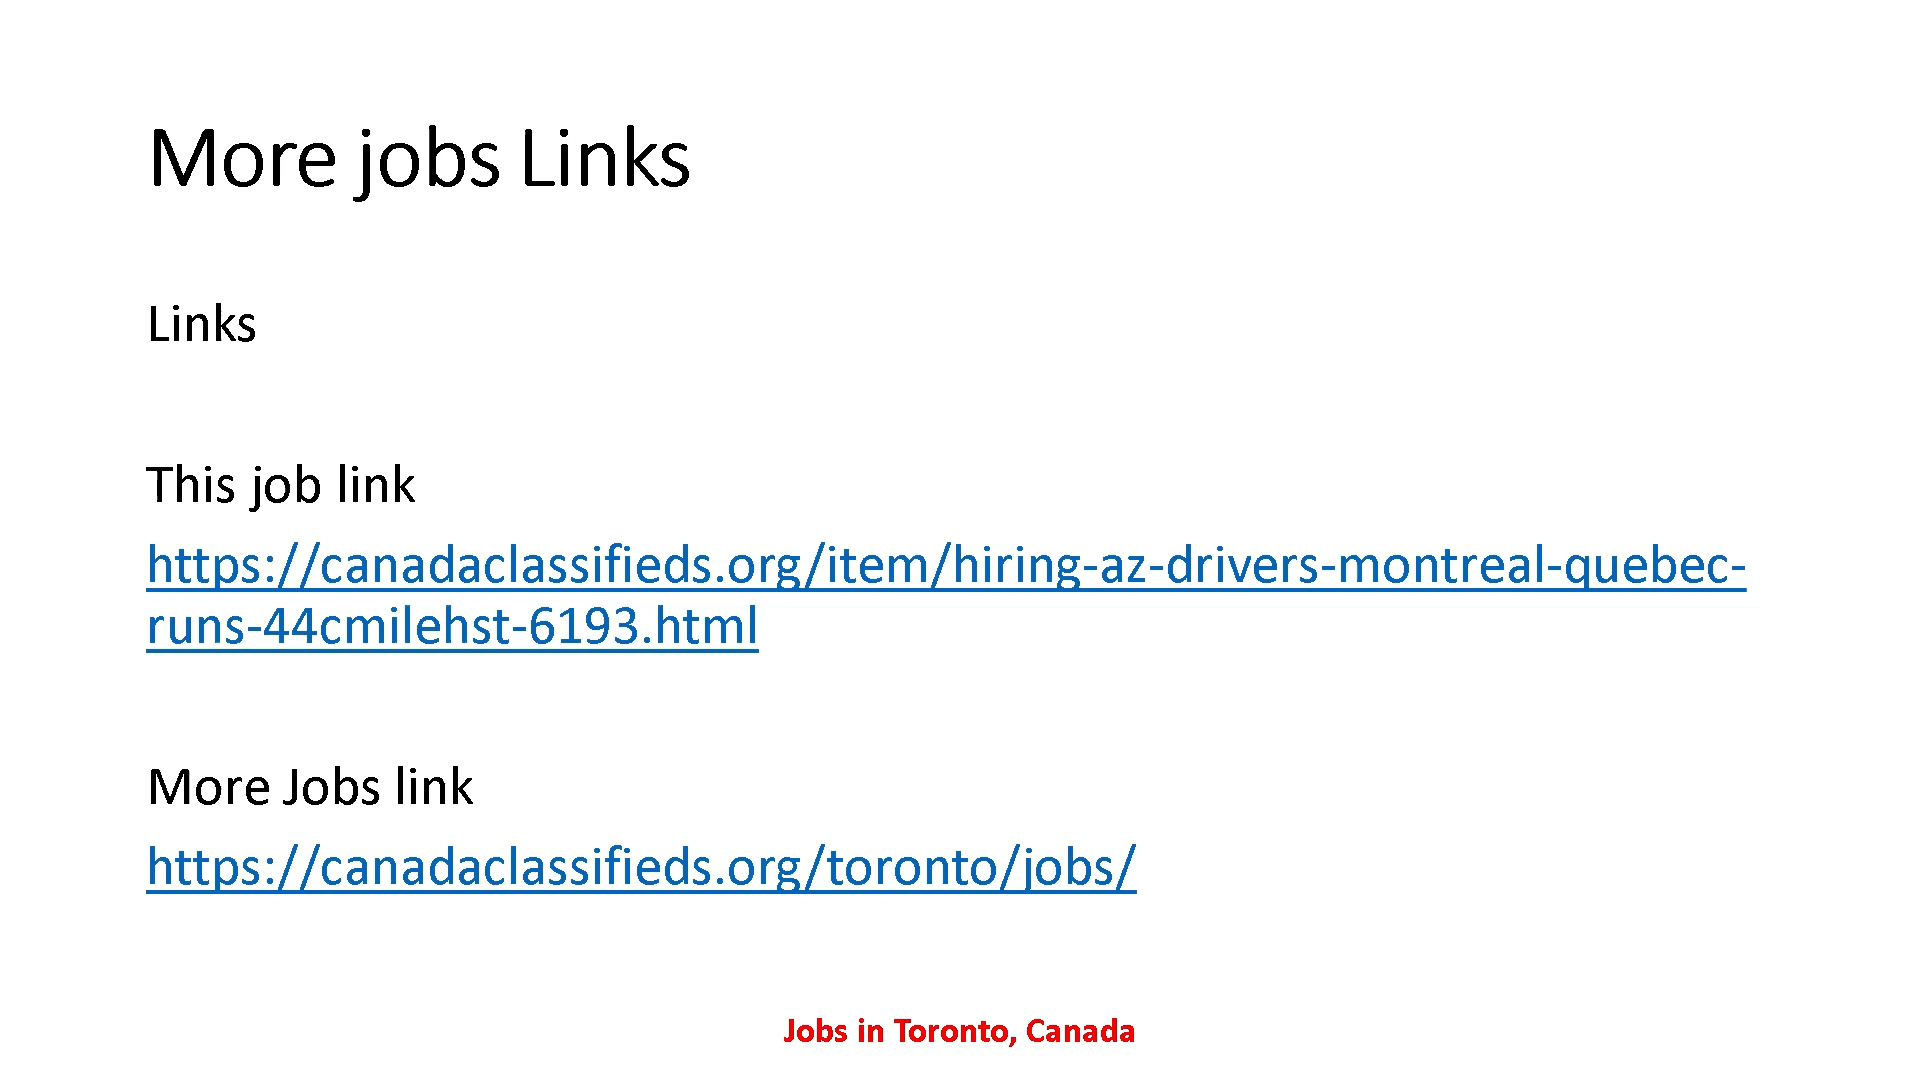 More jobs Links
Links
This job link
https://canadaclassifieds.org/item/hiring-az-drivers-montreal-quebec-
runs-44cmilehst-6193.html
More Jobs link
https://canadaclassifieds.org/toronto/jobs/
Jobs in Toronto, Canada